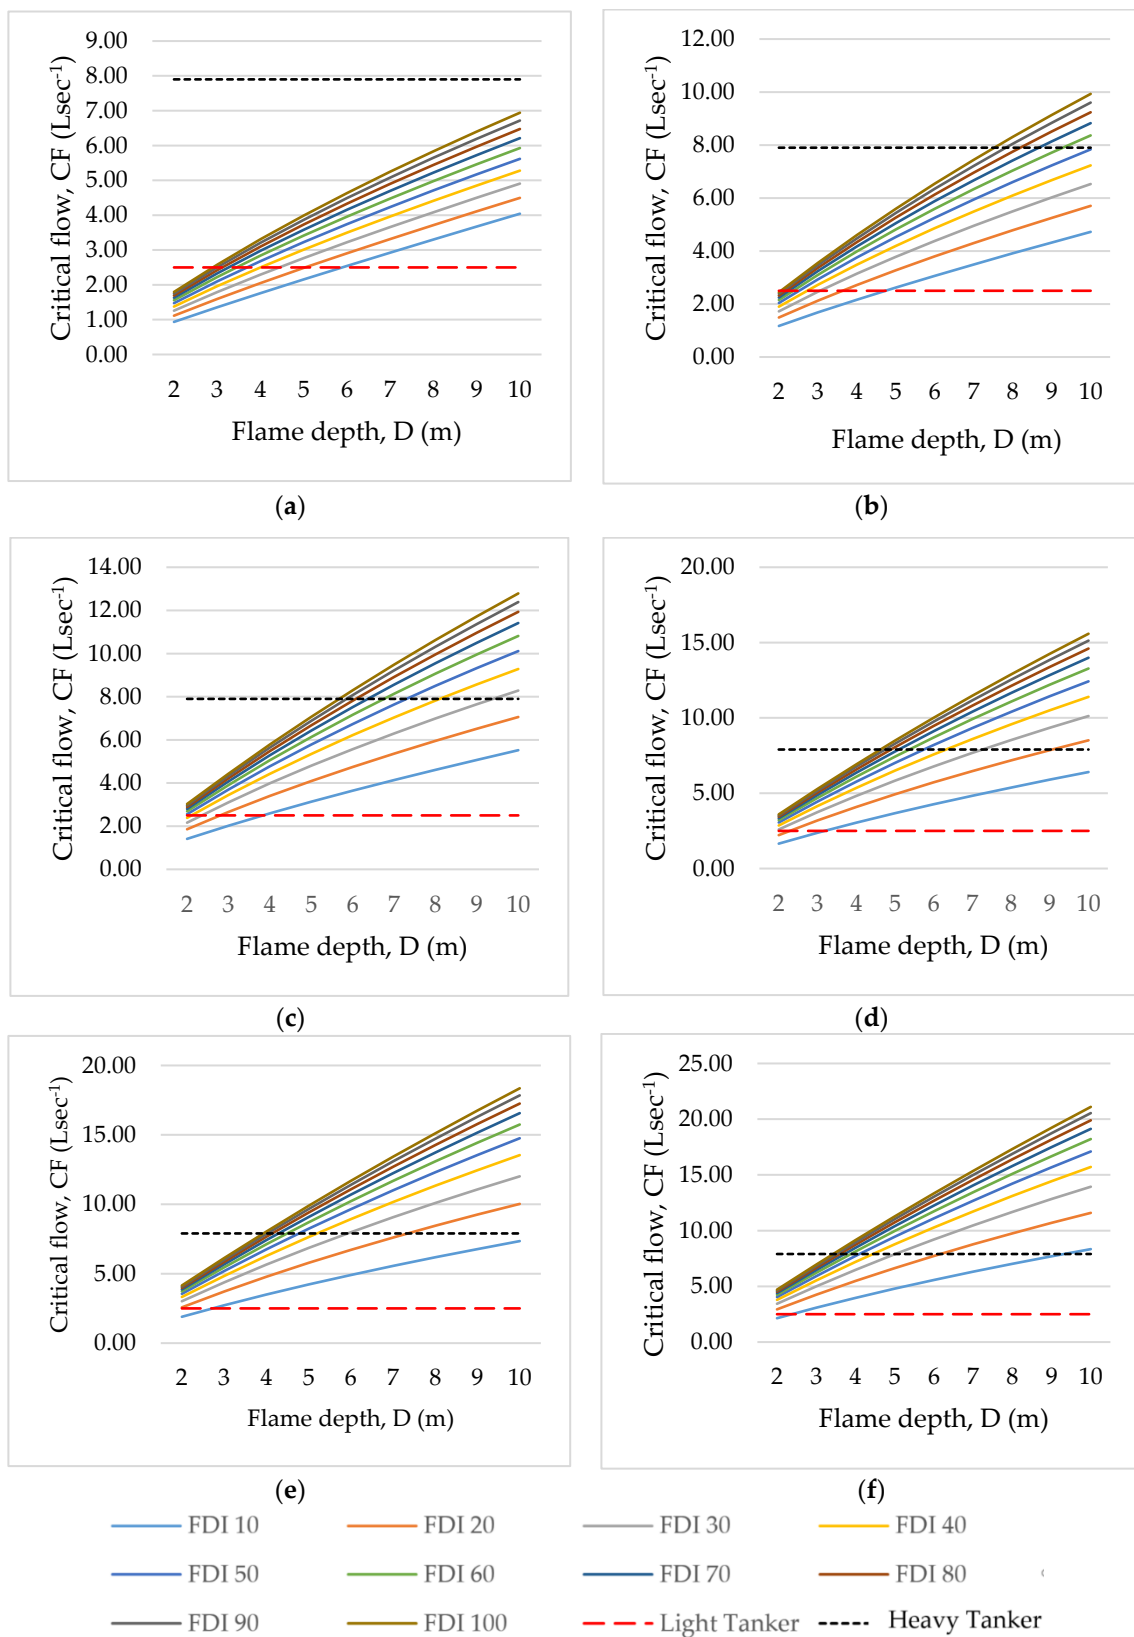 9.00
8.00
7.00
6.00
5.00
4.00
3.00
2.00
1.00
0.00
Critical flow, CF (Lsec⁻¹)
2 3 4 5 6 7 8 9 10
Flame depth, D (m)
(a)
12.00
10.00
8.00
6.00
4.00
2.00
0.00
Critical flow, CF (Lsec⁻¹)
2 3 4 5 6 7 8 9 10
Flame depth, D (m)
(b)
14.00
12.00
10.00
8.00
6.00
4.00
2.00
0.00
Critical flow, CF (Lsec⁻¹)
2 3 4 5 6 7 8 9 10
Flame depth, D (m)
(c)
20.00
15.00
10.00
5.00
0.00
Critical flow, CF (Lsec⁻¹)
2 3 4 5 6 7 8 9 10
Flame depth, D (m)
(d)
20.00
15.00
10.00
5.00
0.00
Critical flow, CF (Lsec⁻¹)
2 3 4 5 6 7 8 9 10
Flame depth, D (m)
(e)
25.00
20.00
15.00
10.00
5.00
0.00
Critical flow, CF (Lsec⁻¹)
2 3 4 5 6 7 8 9 10
Flame depth, D (m)
(f)
FDI 10 FDI 20 FDI 30 FDI 40
FDI 50 FDI 60 FDI 70 FDI 80
FDI 90 FDI 100 Light Tanker Heavy Tanker